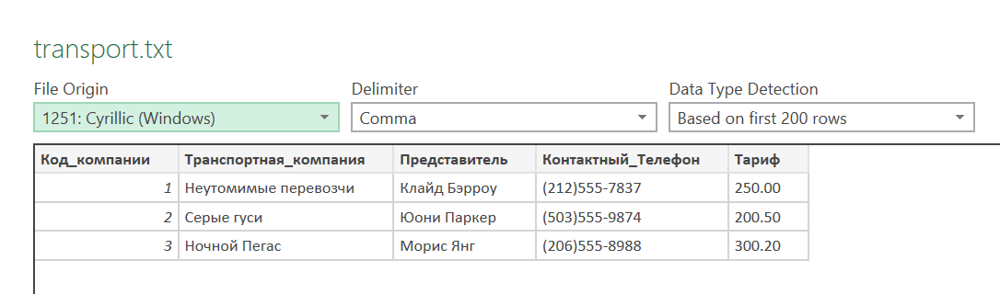 transport.txt
File Origin Delimiter Data Type Detection
1251: Cyrillic (Windows) Comma Based on first 200 rows
Код_компании Транспортная_компания Представитель Контактный_Телефон Тариф
1 Неутомимые перевозчи Клайд Бэрроу (212)555-7837 250.00
2 Серые гуси Юони Паркер (503)555-9874 200.50
3 Ночной Пегас Морис Янг (206)555-8988 300.20